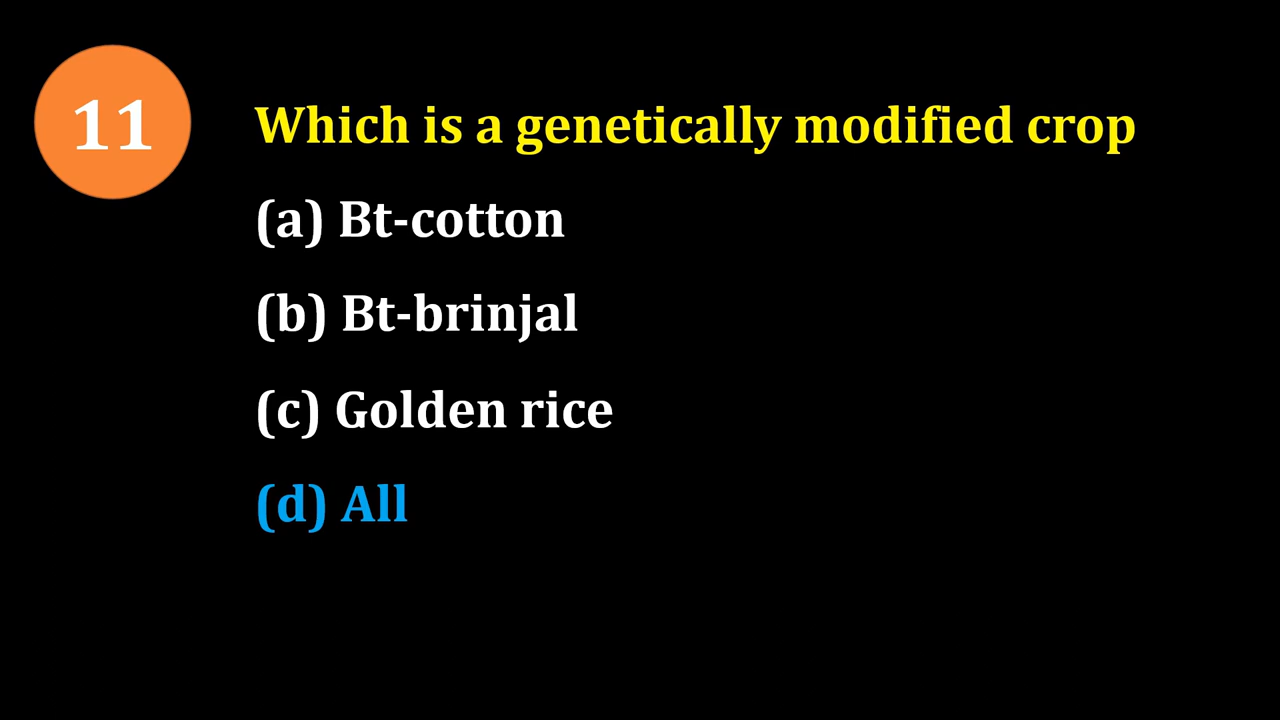 11
Which is a genetically modified crop
(a) Bt-cotton
(b) Bt-brinjal
(c) Golden rice
(d) All